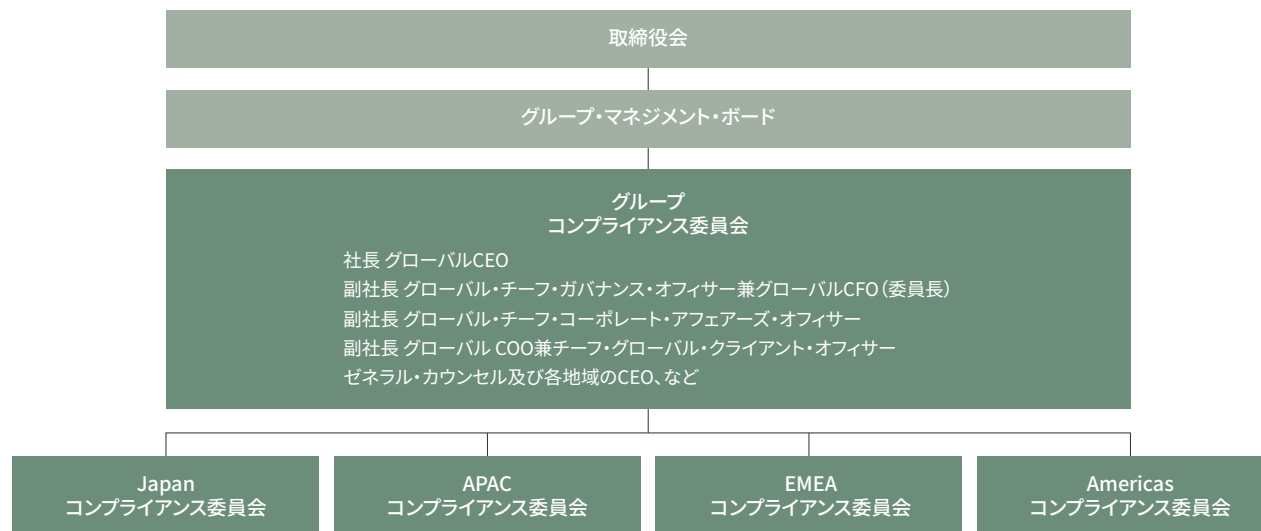 取締役会
グループ・マネジメント・ボード
グループ
コンプライアンス委員会
社長 グローバルCEO
副社長 グローバル・チーフ・ガバナンス・オフィサー兼グローバルCFO（委員長）
副社長 グローバル・チーフ・コーポレート・アフェアーズ・オフィサー
副社長 グローバル COO兼チーフ・グローバル・クライアント・オフィサー
ゼネラル・カウンセル及び各地域のCEO、など
Japan
コンプライアンス委員会
APAC
コンプライアンス委員会
EMEA
コンプライアンス委員会
Americas
コンプライアンス委員会